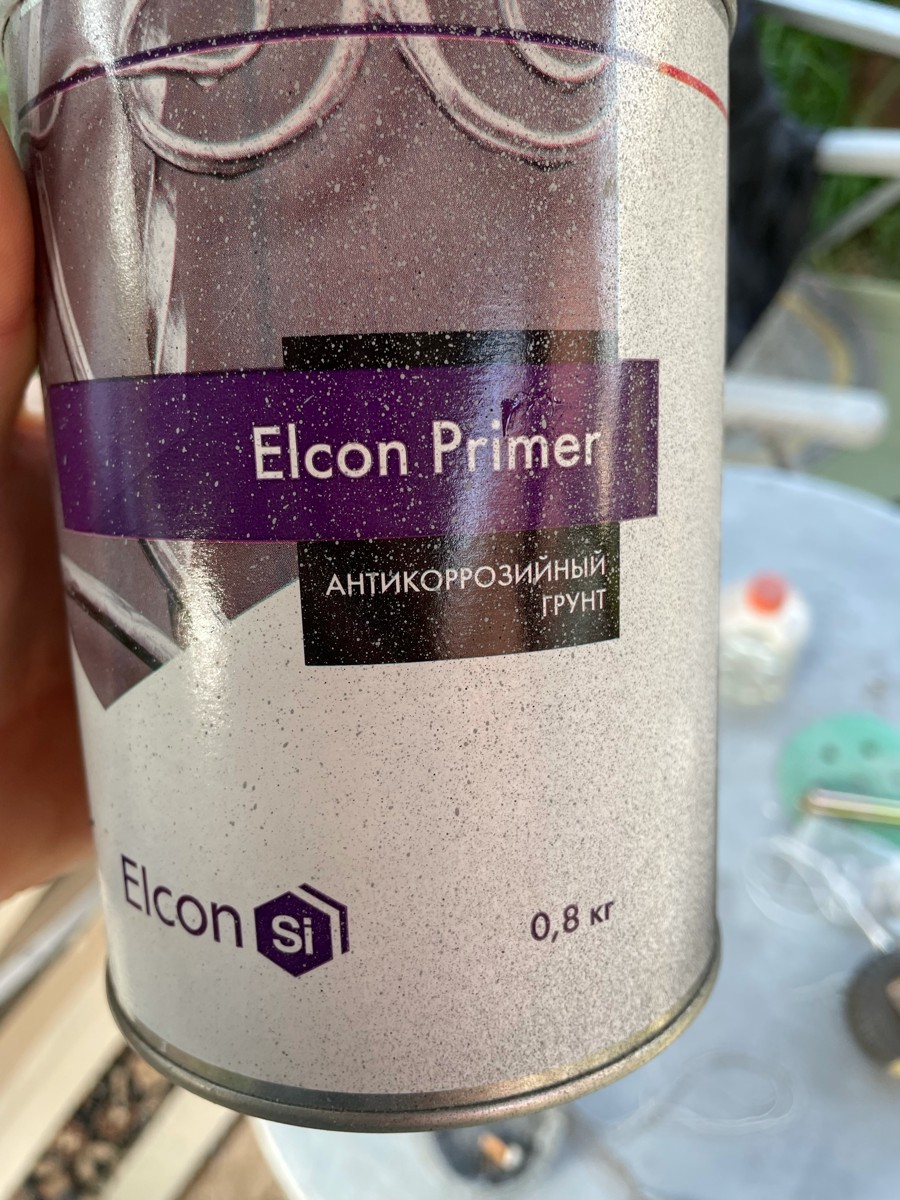 Elcon Primer
АНТИКОРРОЗИЙНЫЙ
ГРУНТ
Elcon Si
0,8 кг